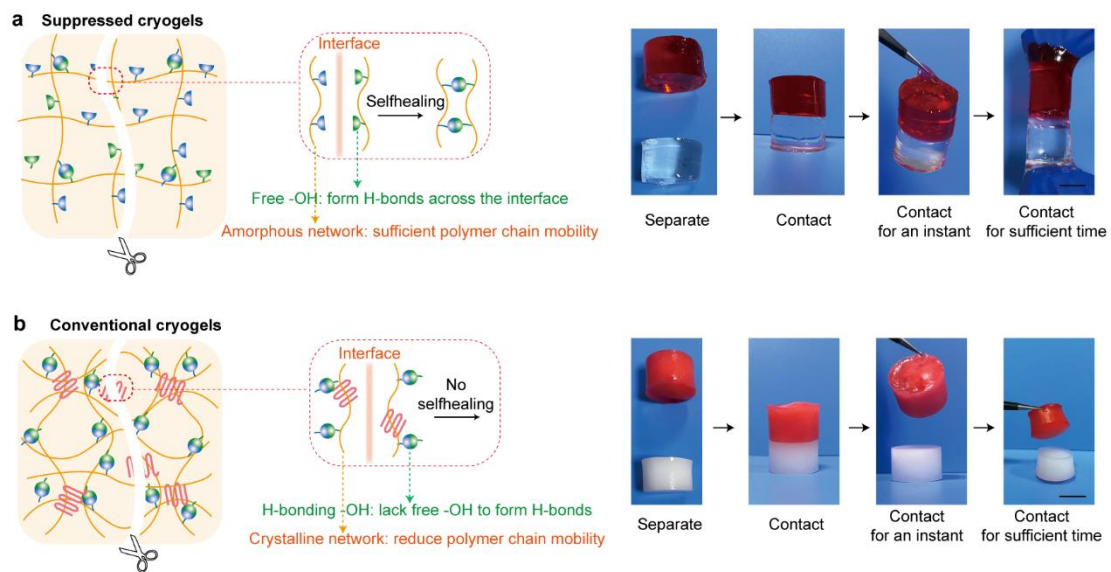 a Suppressed cryogels
Interface
Selfhealing
Free -OH: form H-bonds across the interface
Amorphous network: sufficient polymer chain mobility
Separate
Contact
Contact
for an instant
Contact
for sufficient time
b Conventional cryogels
Interface
No
selfhealing
H-bonding -OH: lack free -OH to form H-bonds
Crystalline network: reduce polymer chain mobility
Separate
Contact
Contact
for an instant
Contact
for sufficient time